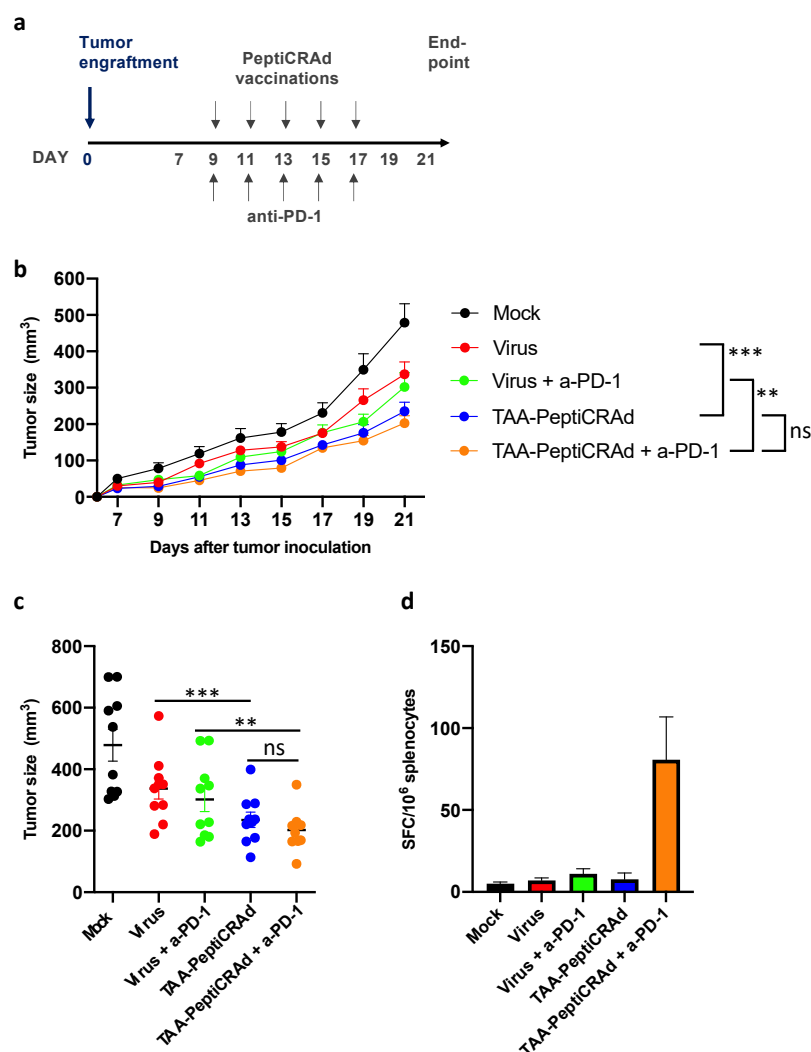 a
Tumor
engraftment
PeptiCRAd
vaccinations
End-
point
DAY 0 7 9 11 13 15 17 19 21
anti-PD-1
b
Tumor size (mm³)
600
500
400
300
200
100
0
7 9 11 13 15 17 19 21
Days after tumor inoculation
Mock
Virus
Virus + a-PD-1
TAA-PeptiCRAd
TAA-PeptiCRAd + a-PD-1
***
**
ns
c
Tumor size (mm³)
800
600
400
200
0
***
**
ns
Mock
Virus
Virus + a-PD-1
TAA-PeptiCRAd
TAA-PeptiCRAd + a-PD-1
d
SFC/10⁶ splenocytes
150
100
50
0
Mock
Virus
Virus + a-PD-1
TAA-PeptiCRAd
TAA-PeptiCRAd + a-PD-1